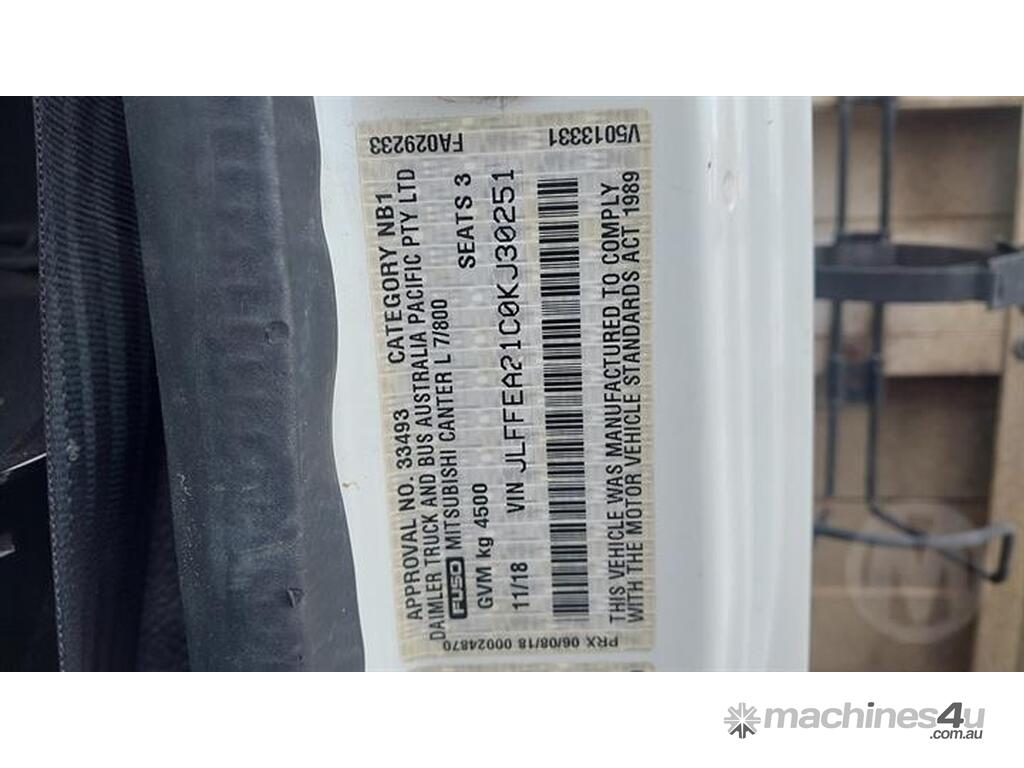 FA029233
V5013331
APPROVAL NO. 33493 CATEGORY NB1
DAIMLER TRUCK AND BUS AUSTRALIA PACIFIC PTY LTD
FUSO MITSUBISHI CANTER L 7/800
GVM kg 4500 SEATS 3
11/18 VIN JLFFEA21C0KJ30251
THIS VEHICLE WAS MANUFACTURED TO COMPLY
WITH THE MOTOR VEHICLE STANDARDS ACT 1989
PRX 06/08/18 00024870
M
machines4u
.com.au